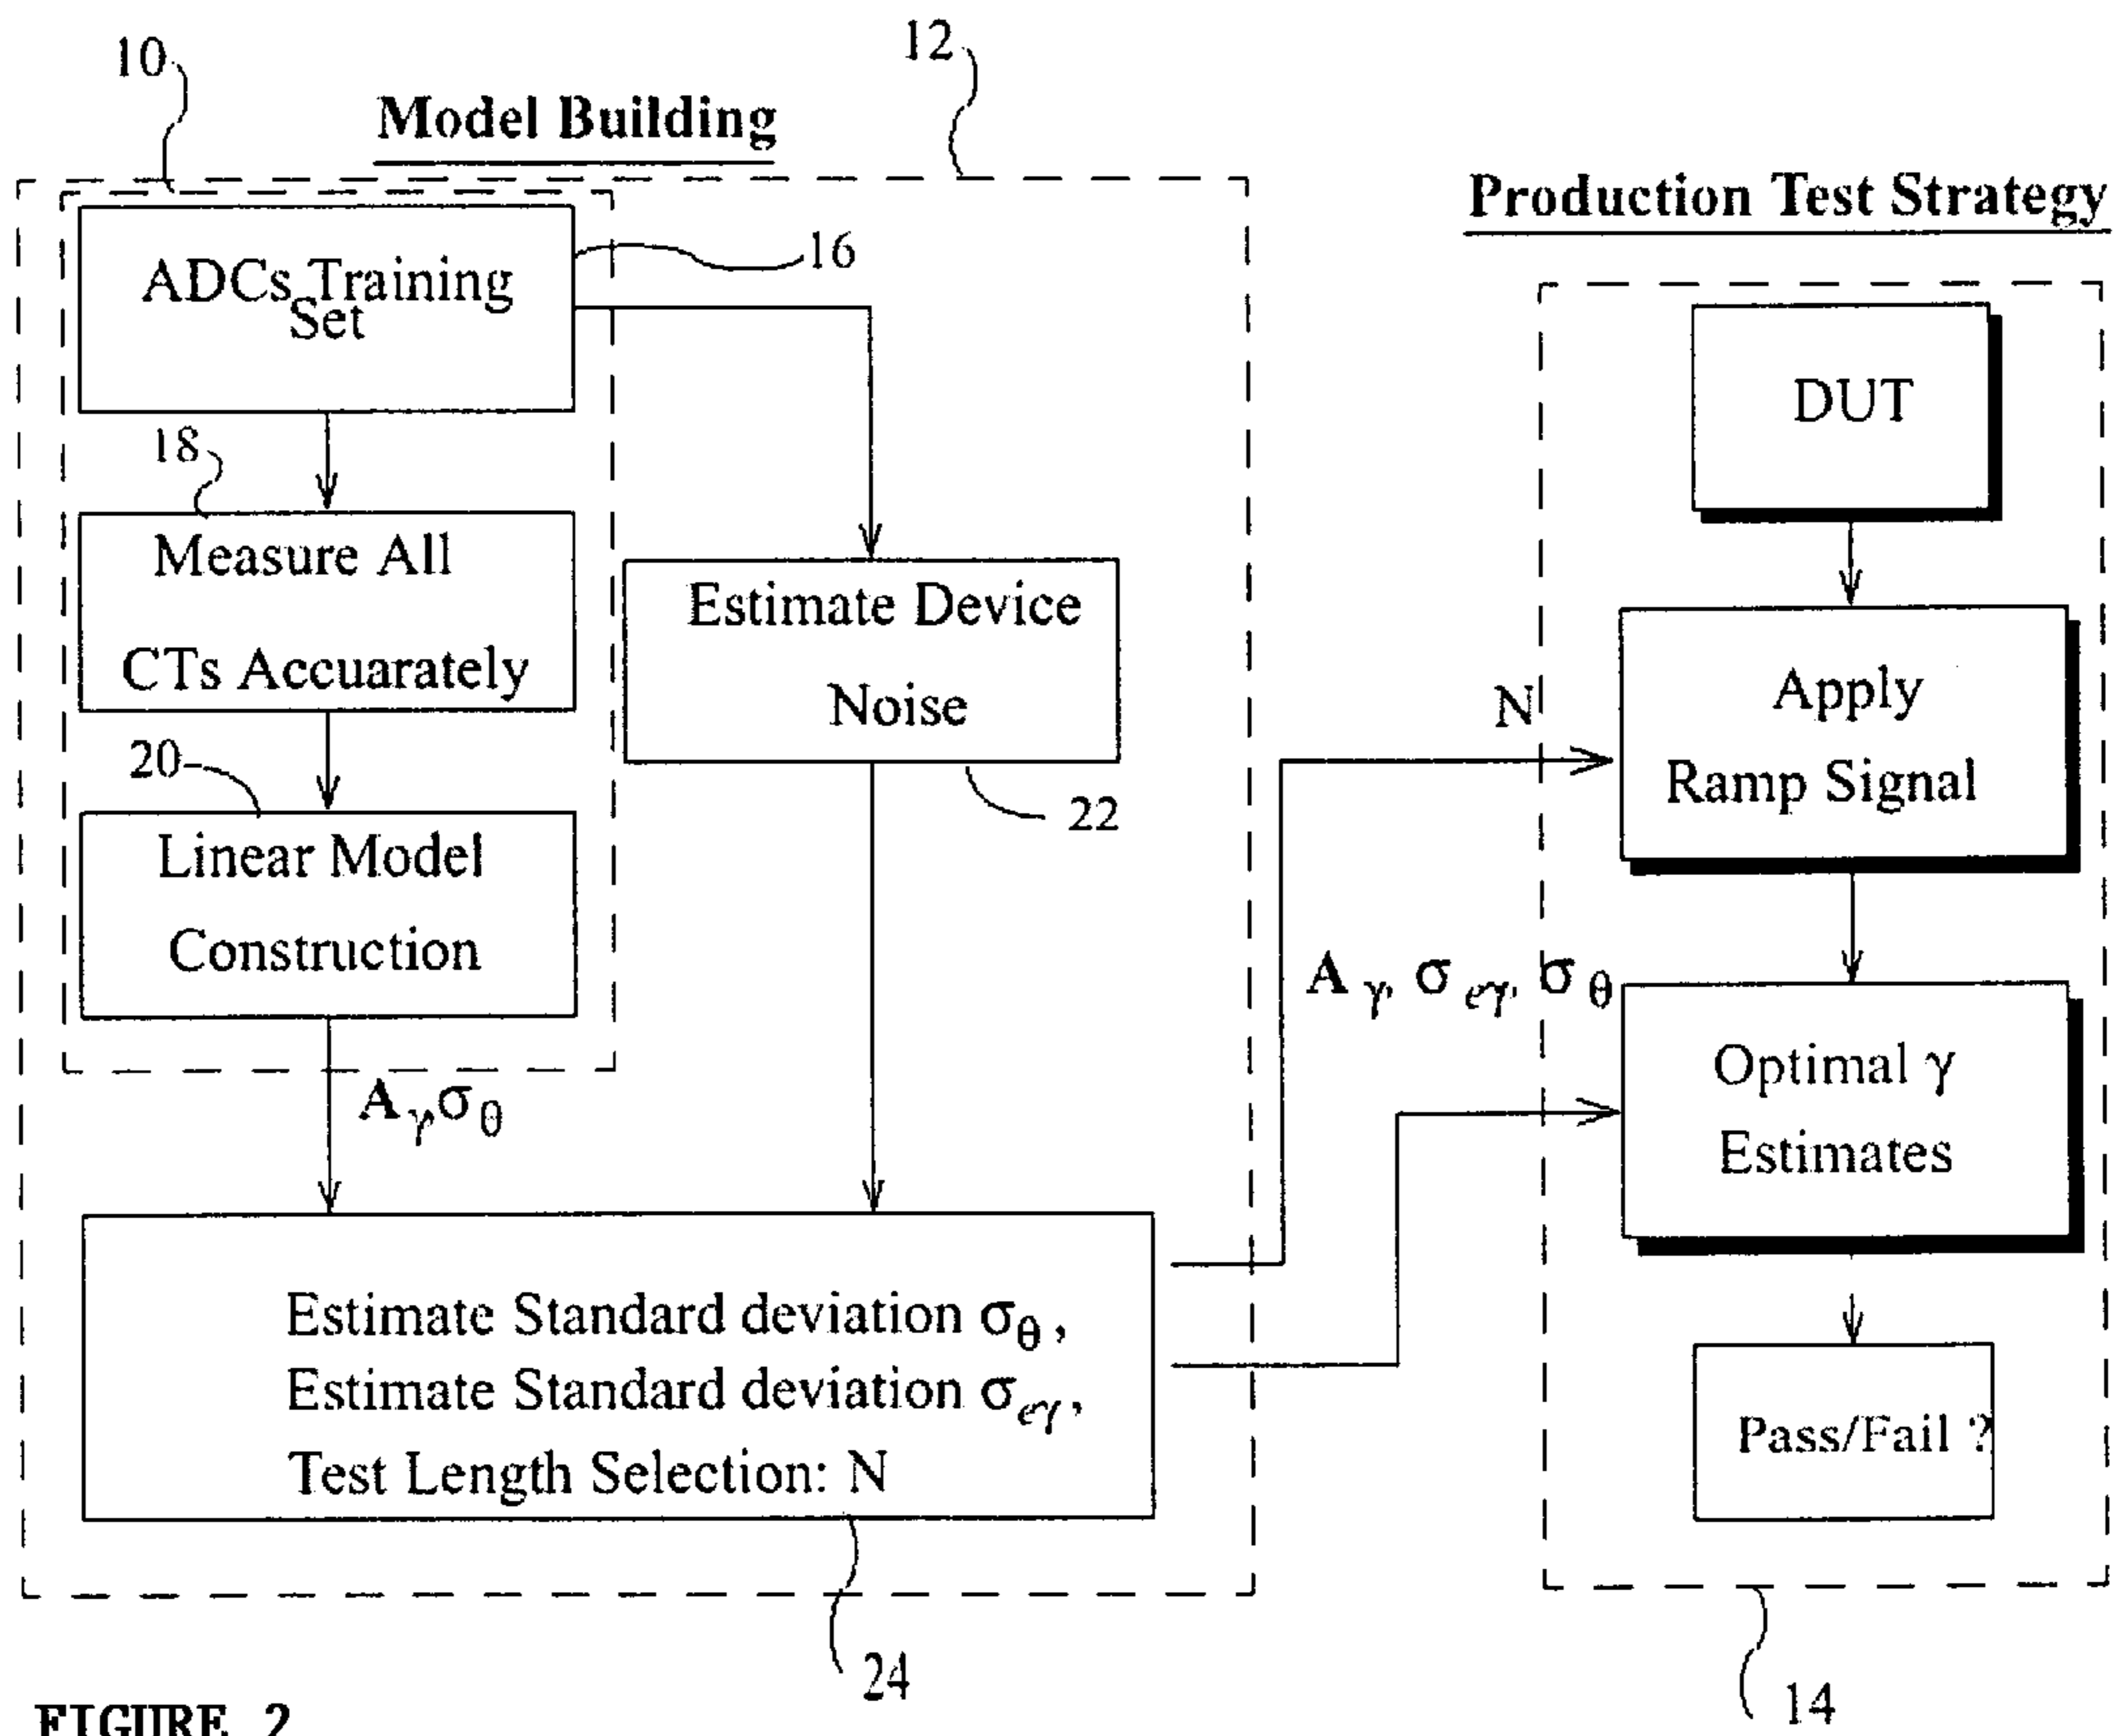 10
12
Model Building
Production Test Strategy
ADCs Training
Set
16
DUT
18
Measure All
CTs Accuarately
Estimate Device
Noise
N
Apply
Ramp Signal
20
22
Linear Model
Construction
A γ, σ eγ, σ θ
Optimal γ
Estimates
A γ, σ θ
Estimate Standard deviation σθ,
Estimate Standard deviation σeγ,
Test Length Selection: N
Pass/Fail ?
24
14
FIGURE 2